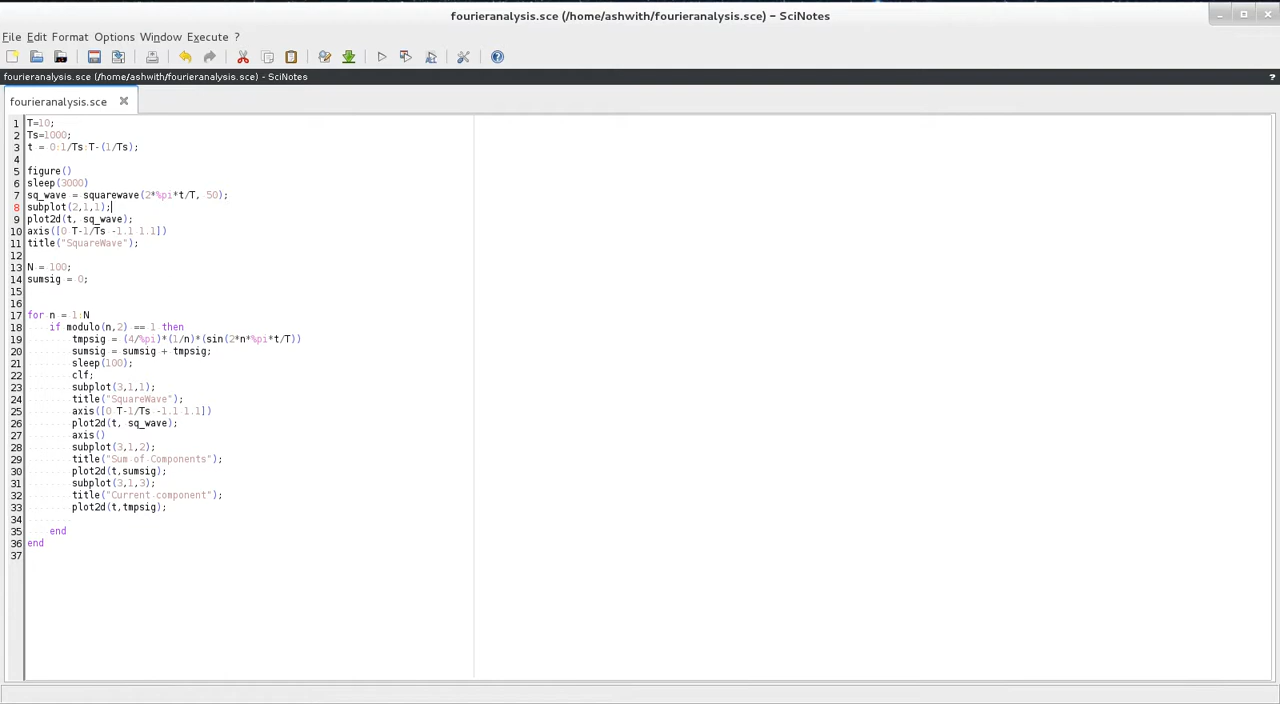 fourieranalysis.sce (/home/ashwith/fourieranalysis.sce) - SciNotes
File Edit Format Options Window Execute ?
fourieranalysis.sce (/home/ashwith/fourieranalysis.sce) - SciNotes ?
fourieranalysis.sce
1 T=10;
2 Ts=1000;
3 t = 0:1/Ts:T-(1/Ts);
4
5 figure()
6 sleep(3000)
7 sq_wave = squarewave(2*%pi*t/T, 50);
8 subplot(2,1,1);
9 plot2d(t, sq_wave);
10 axis([0 T-1/Ts -1.1 1.1])
11 title("SquareWave");
12
13 N = 100;
14 sumsig = 0;
15
16
17 for n = 1:N
18 if modulo(n,2) == 1 then
19 tmpsig = (4/%pi)*(1/n)*(sin(2*n*%pi*t/T))
20 sumsig = sumsig + tmpsig;
21 sleep(100);
22 clf;
23 subplot(3,1,1);
24 title("SquareWave");
25 axis([0 T-1/Ts -1.1 1.1])
26 plot2d(t, sq_wave);
27 axis()
28 subplot(3,1,2);
29 title("Sum of Components");
30 plot2d(t,sumsig);
31 subplot(3,1,3);
32 title("Current component");
33 plot2d(t,tmpsig);
34
35 end
36 end
37